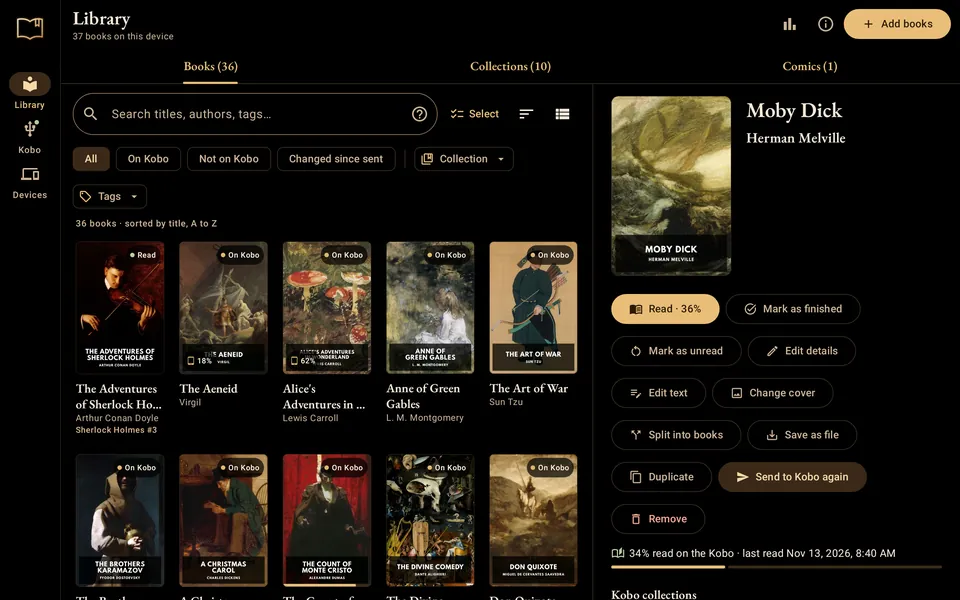 Library
37 books on this device
Add books
Library
Kobo
Devices
Books (36)
Collections (10)
Comics (1)
Search titles, authors, tags…
Select
All
On Kobo
Not on Kobo
Changed since sent
Collection
Tags
36 books · sorted by title, A to Z
Read
THE ADVENTURES OF
SHERLOCK HOLMES
ARTHUR CONAN DOYLE
The Adventures
of Sherlock Ho…
Arthur Conan Doyle
Sherlock Holmes #3
On Kobo
THE AENEID
VIRGIL
18%
The Aeneid
Virgil
On Kobo
ALICE'S ADVENTURES
62%
Alice's
Adventures in …
Lewis Carroll
On Kobo
ANNE OF
GREEN GABLES
L. M. MONTGOMERY
Anne of Green
Gables
L. M. Montgomery
On Kobo
THE ART OF WAR
SUN TZU
The Art of War
Sun Tzu
On Kobo
THE BROTHERS
KARAMAZOV
FYODOR DOSTOEVSKY
On Kobo
A CHRISTMAS
CAROL
CHARLES DICKENS
On Kobo
THE COUNT OF
MONTE CRISTO
ALEXANDRE DUMAS
On Kobo
THE DIVINE COMEDY
DANTE ALIGHIERI
On Kobo
DON QUIXOTE
MIGUEL DE CERVANTES SAAVEDRA
MOBY DICK
HERMAN MELVILLE
Moby Dick
Herman Melville
Read · 36%
Mark as finished
Mark as unread
Edit details
Edit text
Change cover
Split into books
Save as file
Duplicate
Send to Kobo again
Remove
34% read on the Kobo · last read Nov 13, 2026, 8:40 AM
Kobo collections